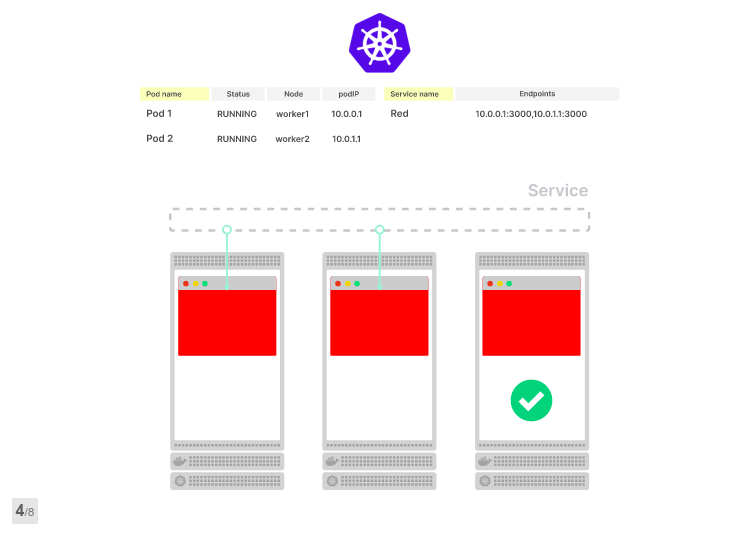 Pod name Status Node podIP Service name Endpoints
Pod 1 RUNNING worker1 10.0.0.1 Red 10.0.0.1:3000,10.0.1.1:3000
Pod 2 RUNNING worker2 10.0.1.1
Service
4/8